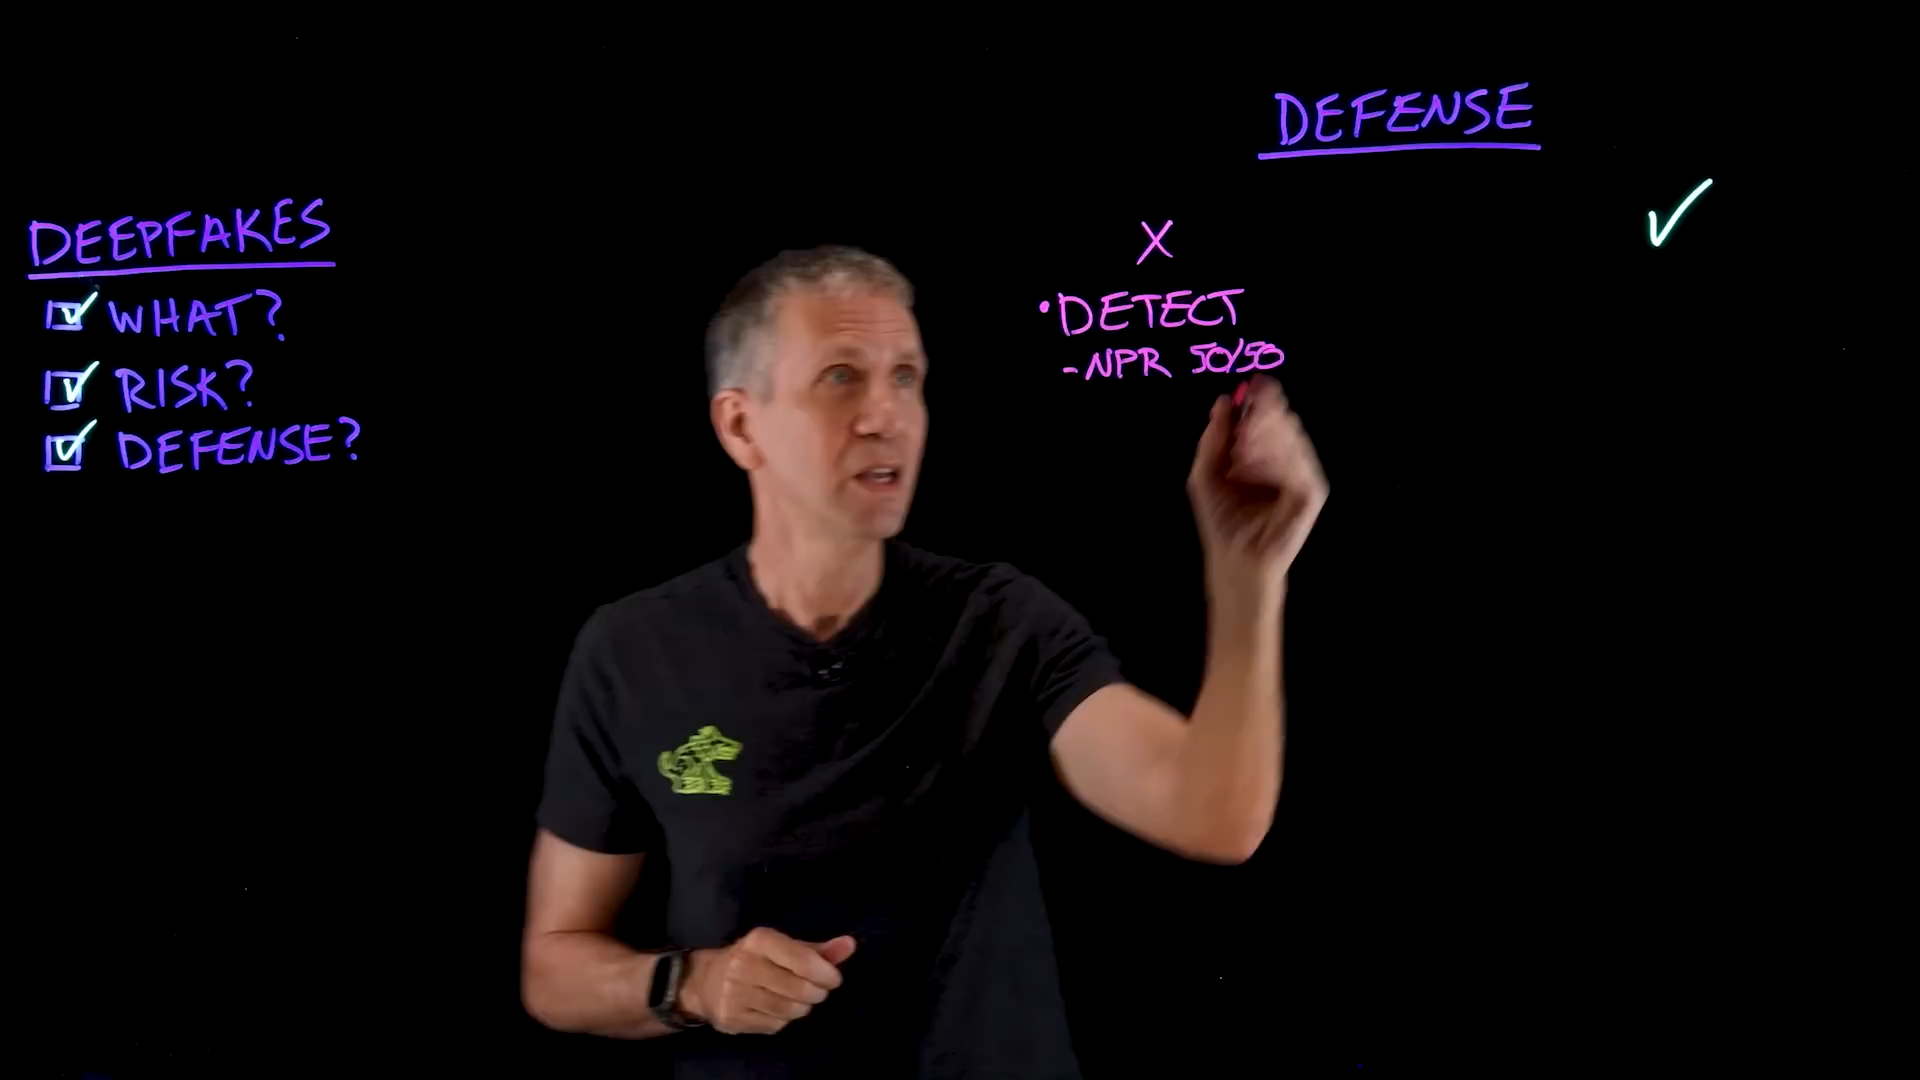 DEEPFAKES
WHAT?
RISK?
DEFENSE?
DEFENSE
X
• DETECT
- NPR 50/50